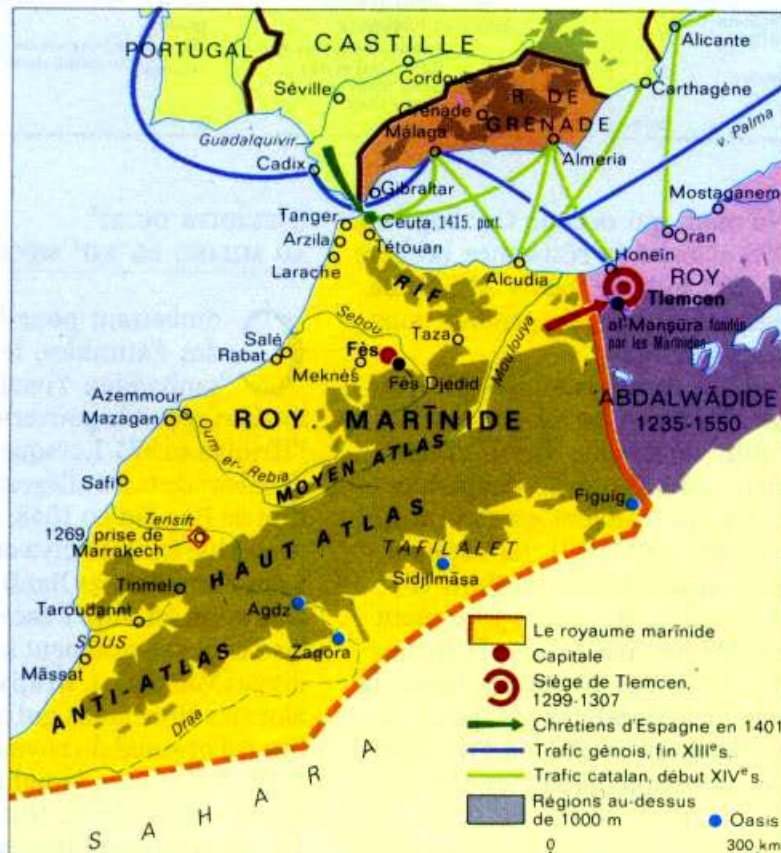 PORTUGAL
CASTILLE
Alicante
Cordoue
Séville
Carthagène
Grenade
R. DE
GRENADE
Guadalquivir
Málaga
v. Palma
Cadix
Almeria
Gibraltar
Mostaganem
Tanger
Ceuta, 1415. port.
Oran
Arzila
Tétouan
Honein
Larache
Alcudia
ROY
RIF
Tlemcen
Sebou
al-Manṣūra fondée
par les Marinides
Salé
Taza
Moulouya
Rabat
Fès
Meknès
Fès Djedid
ABDALWĀDIDE
1235-1550
Azemmour
Mazagan
ROY. MARĪNIDE
Oum er-Rebia
MOYEN ATLAS
Safi
Figuig
Tensift
1269, prise de
Marrakech
HAUT ATLAS
TAFILALET
Tinmel
Sidjilmāsa
Taroudannt
Agdz
SOUS
Zagora
Māssat
ANTI-ATLAS
Draa
SAHARA
Le royaume marīnide
Capitale
Siège de Tlemcen,
1299-1307
Chrétiens d'Espagne en 1401
Trafic génois, fin XIIIe s.
Trafic catalan, début XIVe s.
Régions au-dessus
de 1000 m
Oasis
0 300 km